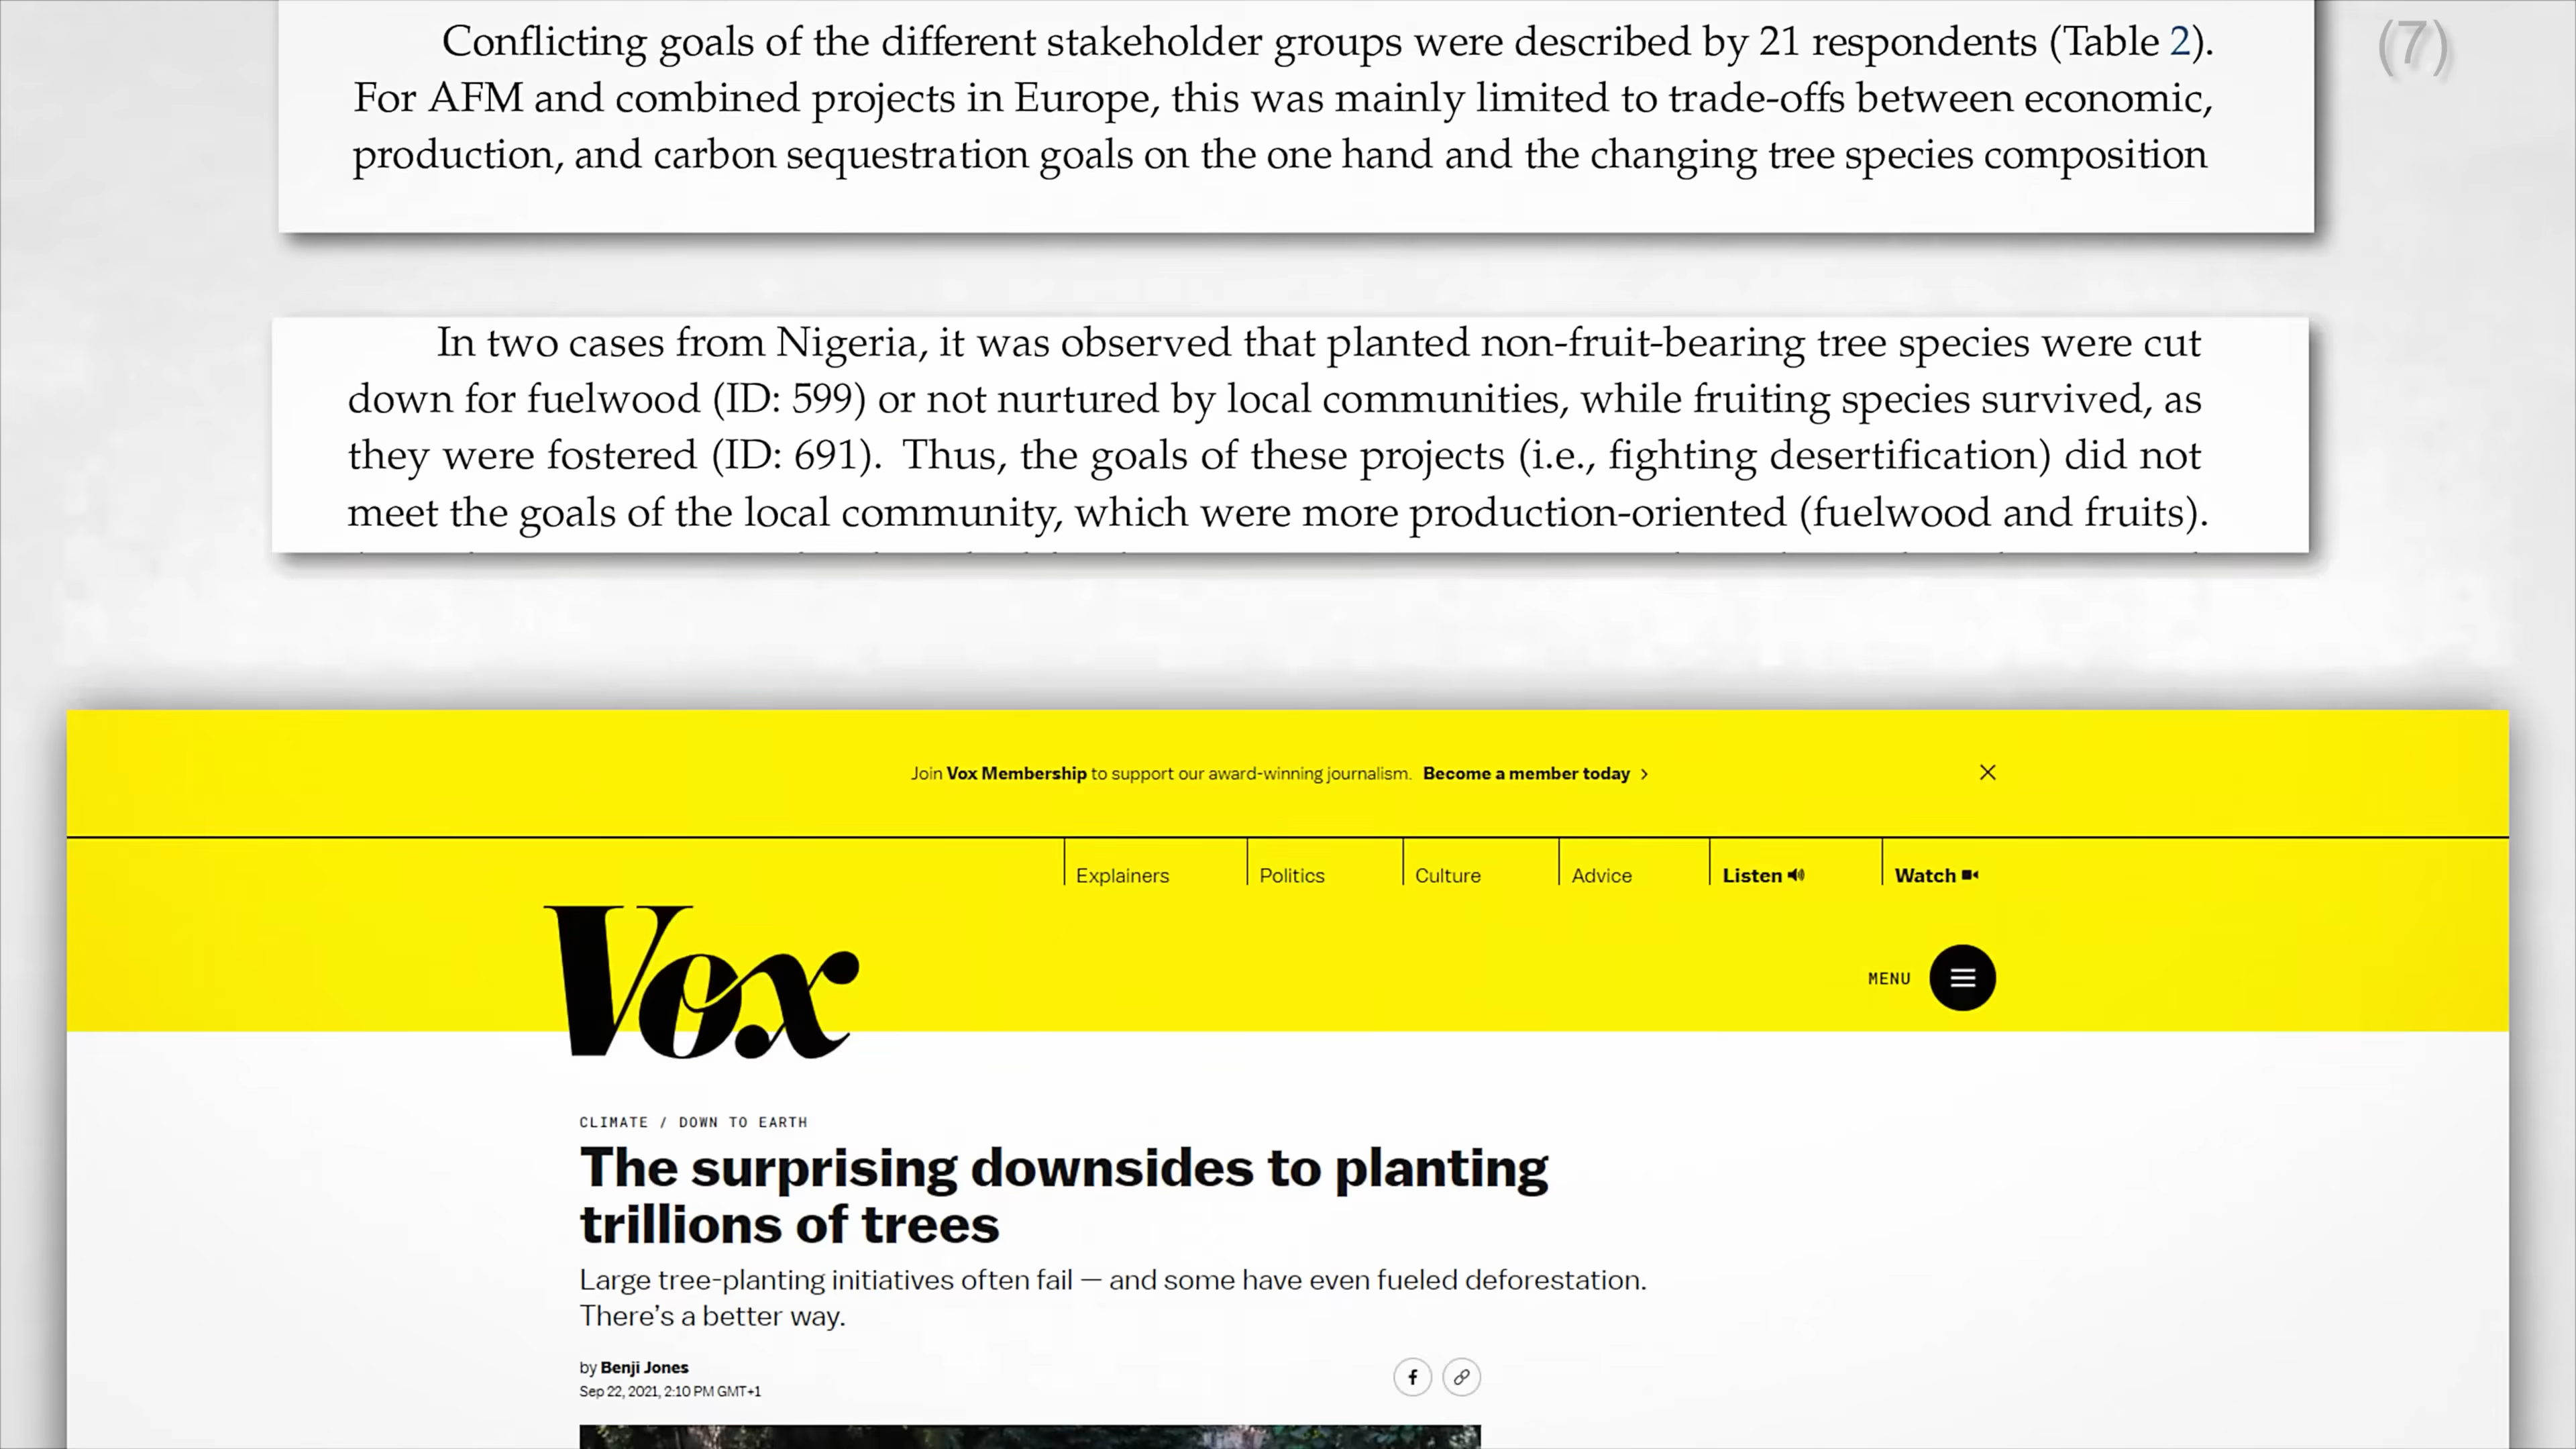 (7)
Conflicting goals of the different stakeholder groups were described by 21 respondents (Table 2).
For AFM and combined projects in Europe, this was mainly limited to trade-offs between economic,
production, and carbon sequestration goals on the one hand and the changing tree species composition
In two cases from Nigeria, it was observed that planted non-fruit-bearing tree species were cut
down for fuelwood (ID: 599) or not nurtured by local communities, while fruiting species survived, as
they were fostered (ID: 691). Thus, the goals of these projects (i.e., fighting desertification) did not
meet the goals of the local community, which were more production-oriented (fuelwood and fruits).
Join Vox Membership to support our award-winning journalism. Become a member today
Explainers Politics Culture Advice Listen Watch
Vox
MENU
CLIMATE / DOWN TO EARTH
The surprising downsides to planting
trillions of trees
Large tree-planting initiatives often fail — and some have even fueled deforestation.
There's a better way.
by Benji Jones
Sep 22, 2021, 2:10 PM GMT+1